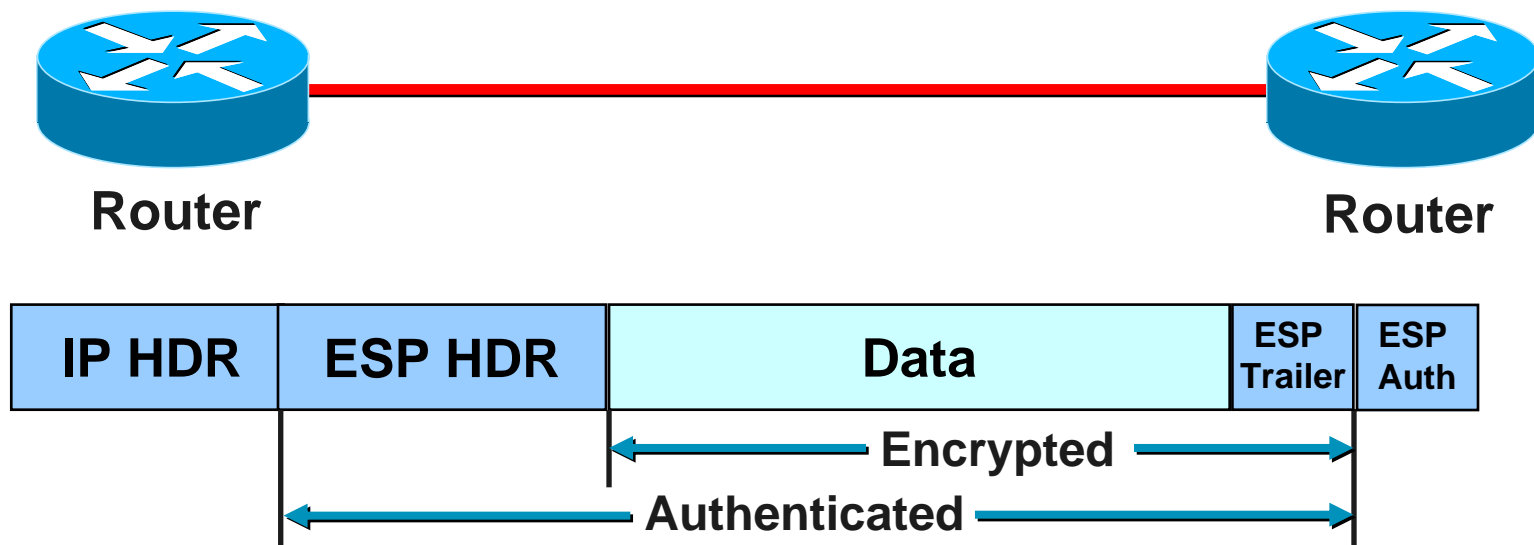 Router
Router
IP HDR
ESP HDR
Data
ESP
Trailer
ESP
Auth
Encrypted
Authenticated